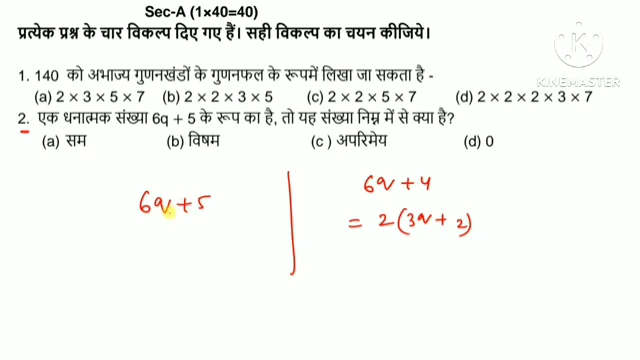 Sec-A (1×40=40)
प्रत्येक प्रश्न के चार विकल्प दिए गए हैं। सही विकल्प का चयन कीजिये।
KINEMASTER
1. 140 को अभाज्य गुणनखंडों के गुणनफल के रूपमें लिखा जा सकता है -
(a) 2 × 3 × 5 × 7 (b) 2 × 2 × 3 × 5 (c) 2 × 2 × 5 × 7 (d) 2 × 2 × 2 × 3 × 7
2. एक धनात्मक संख्या 6q + 5 के रूप का है, तो यह संख्या निम्न में से क्या है?
(a) सम (b) विषम (c ) अपरिमेय (d) 0
6q + 5
6q + 4
= 2 (3q + 2)